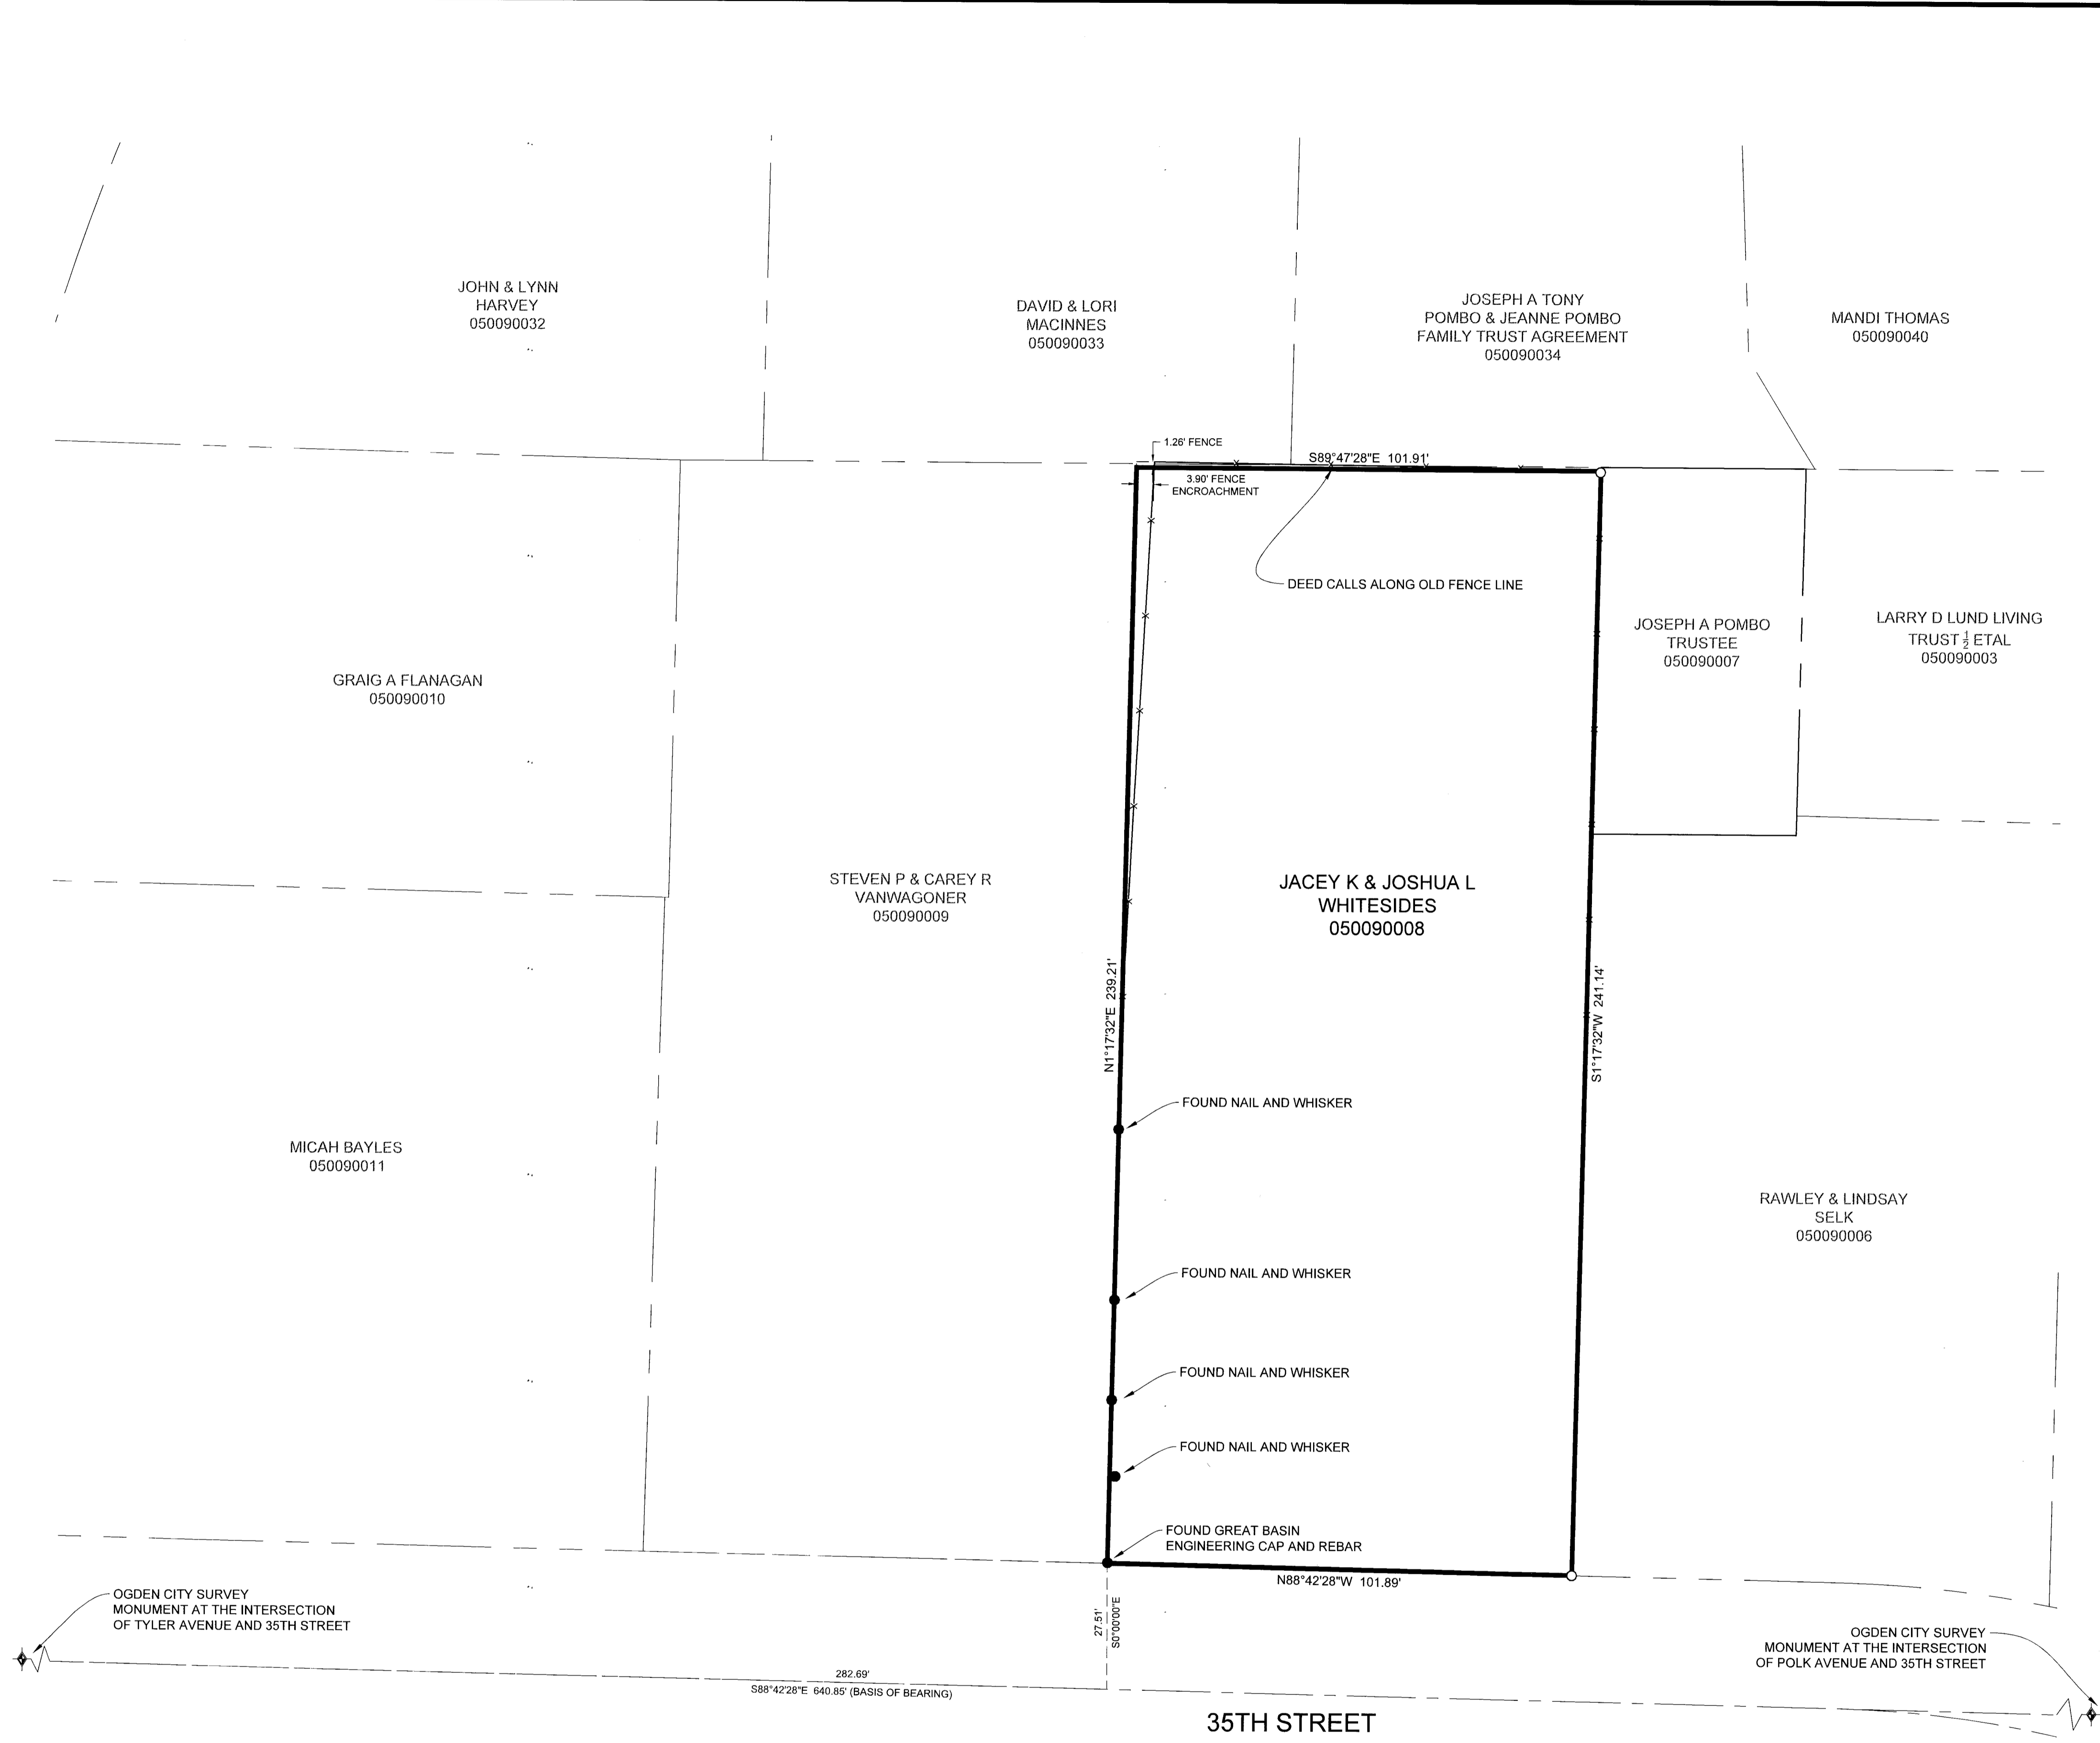 JOHN & LYNN
HARVEY
050090032
DAVID & LORI
MACINNES
050090033
JOSEPH A TONY
POMBO & JEANNE POMBO
FAMILY TRUST AGREEMENT
050090034
MANDI THOMAS
050090040
1.26' FENCE
S89°47'28"E 101.91'
3.90' FENCE
ENCROACHMENT
DEED CALLS ALONG OLD FENCE LINE
GRAIG A FLANAGAN
050090010
JOSEPH A POMBO
TRUSTEE
050090007
LARRY D LUND LIVING
TRUST ½ ETAL
050090003
STEVEN P & CAREY R
VANWAGONER
050090009
JACEY K & JOSHUA L
WHITESIDES
050090008
N1°17'32"E 239.21'
S1°17'32"W 241.14'
FOUND NAIL AND WHISKER
MICAH BAYLES
050090011
RAWLEY & LINDSAY
SELK
050090006
FOUND NAIL AND WHISKER
FOUND NAIL AND WHISKER
FOUND NAIL AND WHISKER
FOUND GREAT BASIN
ENGINEERING CAP AND REBAR
N88°42'28"W 101.89'
27.51'
S0°00'00"E
OGDEN CITY SURVEY
MONUMENT AT THE INTERSECTION
OF TYLER AVENUE AND 35TH STREET
OGDEN CITY SURVEY
MONUMENT AT THE INTERSECTION
OF POLK AVENUE AND 35TH STREET
282.69'
S88°42'28"E 640.85' (BASIS OF BEARING)
35TH STREET